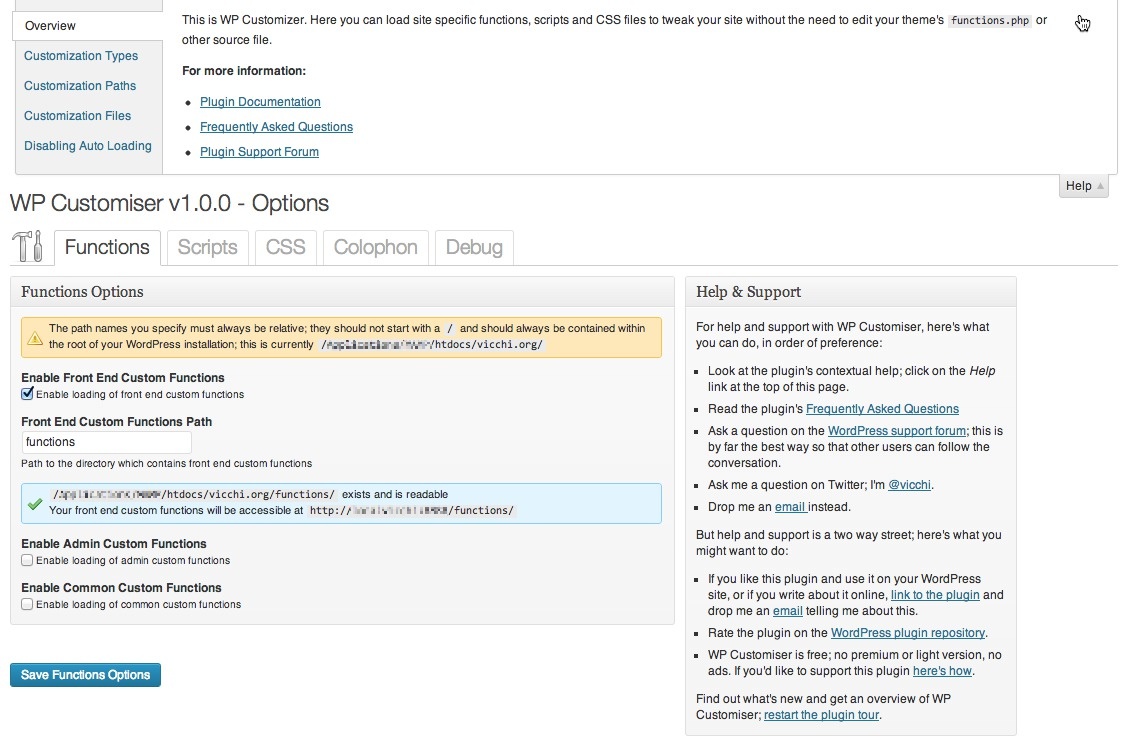 Overview
Customization Types
Customization Paths
Customization Files
Disabling Auto Loading
This is WP Customizer. Here you can load site specific functions, scripts and CSS files to tweak your site without the need to edit your theme's functions.php or
other source file.
For more information:
Plugin Documentation
Frequently Asked Questions
Plugin Support Forum
Help
WP Customiser v1.0.0 - Options
Functions Scripts CSS Colophon Debug
Functions Options
The path names you specify must always be relative; they should not start with a / and should always be contained within
the root of your WordPress installation; this is currently /htdocs/vicchi.org/
Enable Front End Custom Functions
Enable loading of front end custom functions
Front End Custom Functions Path
functions
Path to the directory which contains front end custom functions
/htdocs/vicchi.org/functions/ exists and is readable
Your front end custom functions will be accessible at http:// /functions/
Enable Admin Custom Functions
Enable loading of admin custom functions
Enable Common Custom Functions
Enable loading of common custom functions
Save Functions Options
Help & Support
For help and support with WP Customiser, here's what
you can do, in order of preference:
Look at the plugin's contextual help; click on the Help
link at the top of this page.
Read the plugin's Frequently Asked Questions
Ask a question on the WordPress support forum; this is
by far the best way so that other users can follow the
conversation.
Ask me a question on Twitter; I'm @vicchi.
Drop me an email instead.
But help and support is a two way street; here's what you
might want to do:
If you like this plugin and use it on your WordPress
site, or if you write about it online, link to the plugin and
drop me an email telling me about this.
Rate the plugin on the WordPress plugin repository.
WP Customiser is free; no premium or light version, no
ads. If you'd like to support this plugin here's how.
Find out what's new and get an overview of WP
Customiser; restart the plugin tour.